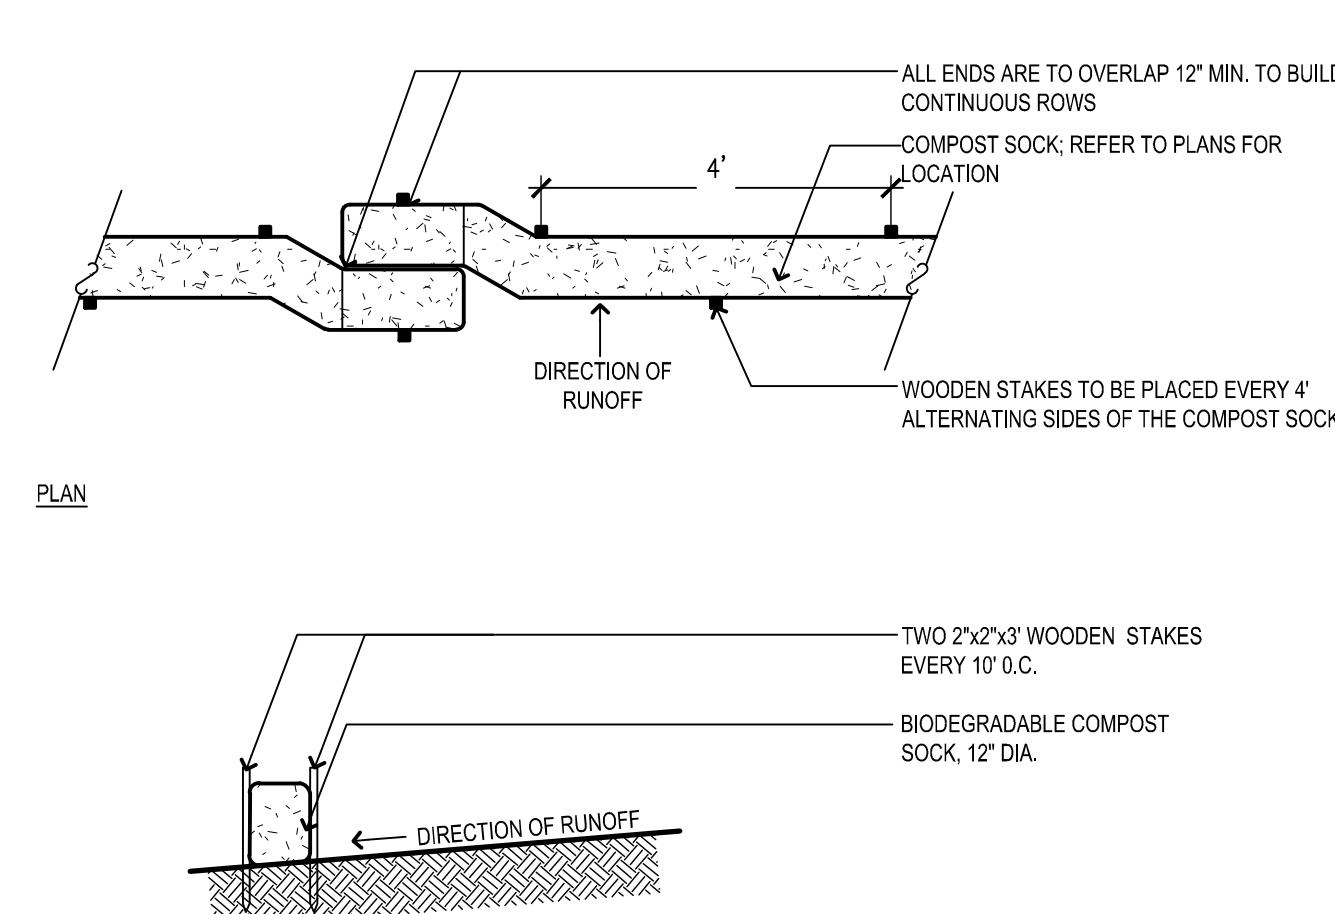 ALL ENDS ARE TO OVERLAP 12" MIN. TO BUILD
CONTINUOUS ROWS
COMPOST SOCK; REFER TO PLANS FOR
LOCATION
4'
DIRECTION OF
RUNOFF
WOODEN STAKES TO BE PLACED EVERY 4'
ALTERNATING SIDES OF THE COMPOST SOCK
PLAN
TWO 2"x2"x3' WOODEN STAKES
EVERY 10' 0.C.
BIODEGRADABLE COMPOST
SOCK, 12" DIA.
DIRECTION OF RUNOFF